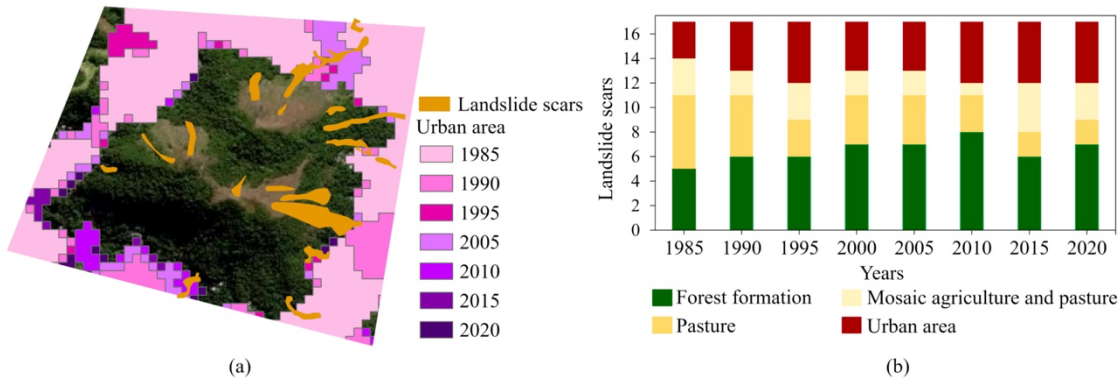 Landslide scars
Urban area
1985
1990
1995
2005
2010
2015
2020
(a)
Landslide scars
16
14
12
10
8
6
4
2
0
1985 1990 1995 2000 2005 2010 2015 2020
Years
Forest formation
Mosaic agriculture and pasture
Pasture
Urban area
(b)